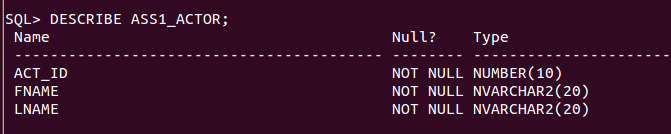 SQL> DESCRIBE ASS1_ACTOR;
Name Null? Type
----------------------------------------- -------- ----------------------
ACT_ID NOT NULL NUMBER(10)
FNAME NOT NULL NVARCHAR2(20)
LNAME NOT NULL NVARCHAR2(20)